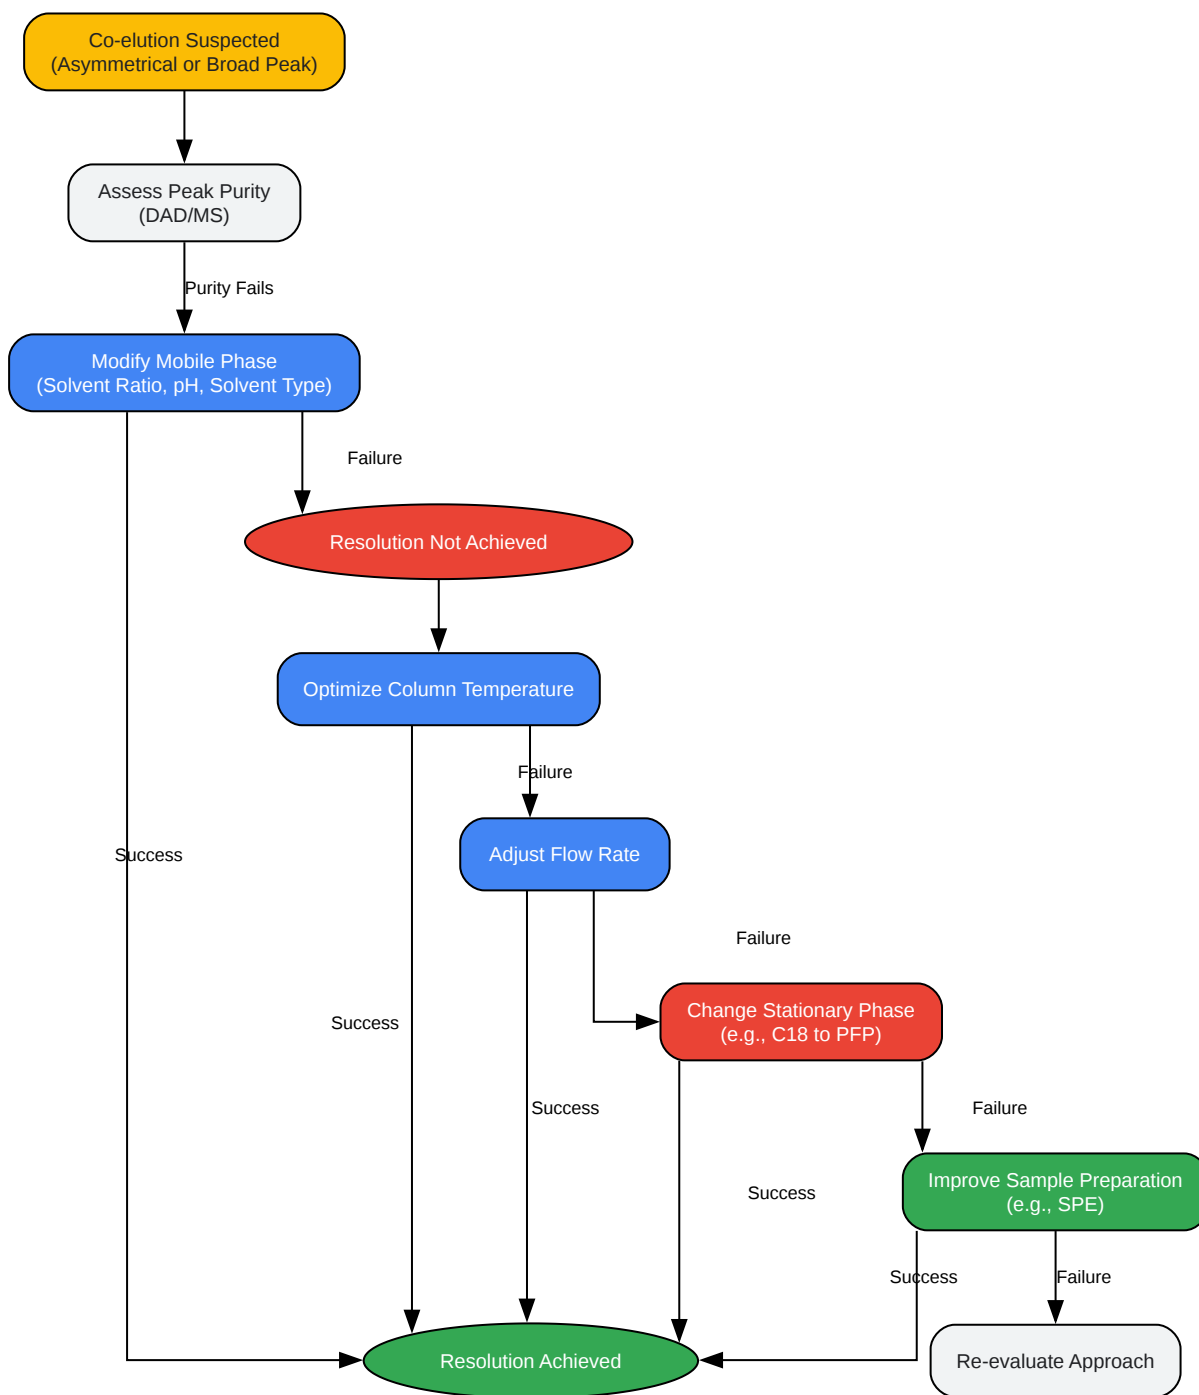 Co-elution Suspected
(Asymmetrical or Broad Peak)
Assess Peak Purity
(DAD/MS)
Purity Fails
Modify Mobile Phase
(Solvent Ratio, pH, Solvent Type)
Failure
Resolution Not Achieved
Optimize Column Temperature
Failure
Adjust Flow Rate
Success
Failure
Change Stationary Phase
(e.g., C18 to PFP)
Success
Success
Failure
Improve Sample Preparation
(e.g., SPE)
Success
Success
Failure
Resolution Achieved
Re-evaluate Approach